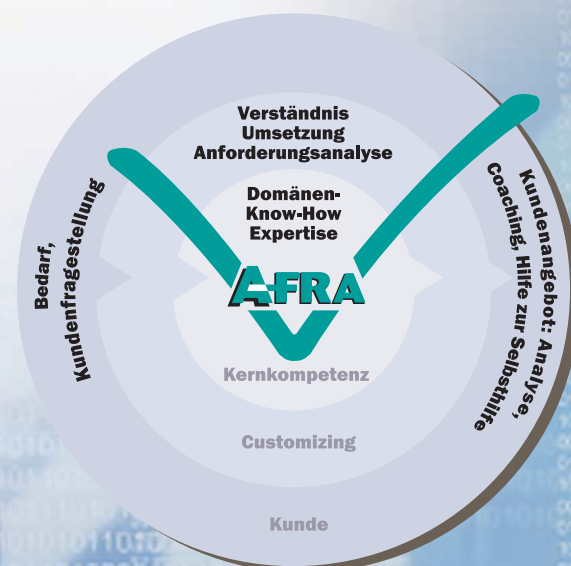 Verständnis
Umsetzung
Anforderungsanalyse
Domänen-
Know-How
Expertise
Bedarf,
Kundenfragestellung
Kundenangebot: Analyse,
Coaching, Hilfe zur Selbsthilfe
AFRA
Kernkompetenz
Customizing
Kunde